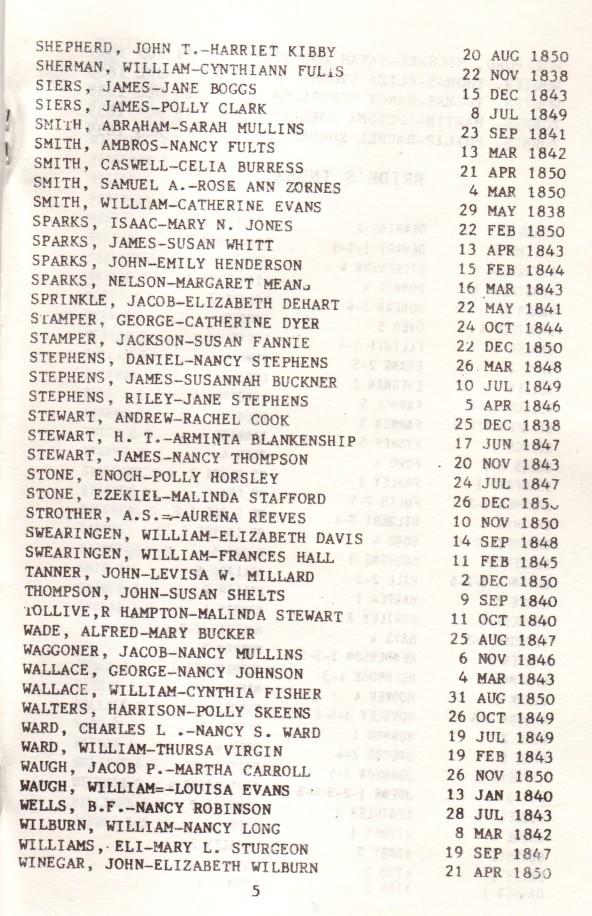 SHEPHERD, JOHN T.-HARRIET KIBBY 20 AUG 1850
SHERMAN, WILLIAM-CYNTHIANN FULTS 22 NOV 1838
SIERS, JAMES-JANE BOGGS 15 DEC 1843
SIERS, JAMES-POLLY CLARK 8 JUL 1849
SMITH, ABRAHAM-SARAH MULLINS 23 SEP 1841
SMITH, AMBROS-NANCY FULTS 13 MAR 1842
SMITH, CASWELL-CELIA BURRESS 21 APR 1850
SMITH, SAMUEL A.-ROSE ANN ZORNES 4 MAR 1850
SMITH, WILLIAM-CATHERINE EVANS 29 MAY 1838
SPARKS, ISAAC-MARY N. JONES 22 FEB 1850
SPARKS, JAMES-SUSAN WHITT 13 APR 1843
SPARKS, JOHN-EMILY HENDERSON 15 FEB 1844
SPARKS, NELSON-MARGARET MEANS 16 MAR 1843
SPRINKLE, JACOB-ELIZABETH DEHART 22 MAY 1841
STAMPER, GEORGE-CATHERINE DYER 24 OCT 1844
STAMPER, JACKSON-SUSAN FANNIE 22 DEC 1850
STEPHENS, DANIEL-NANCY STEPHENS 26 MAR 1848
STEPHENS, JAMES-SUSANNAH BUCKNER 10 JUL 1849
STEPHENS, RILEY-JANE STEPHENS 5 APR 1846
STEWART, ANDREW-RACHEL COOK 25 DEC 1838
STEWART, H. T.-ARMINTA BLANKENSHIP 17 JUN 1847
STEWART, JAMES-NANCY THOMPSON 20 NOV 1843
STONE, ENOCH-POLLY HORSLEY 24 JUL 1847
STONE, EZEKIEL-MALINDA STAFFORD 26 DEC
STROTHER, A.S.=-AURENA REEVES 10 NOV 1850
SWEARINGEN, WILLIAM-ELIZABETH DAVIS 14 SEP 1848
SWEARINGEN, WILLIAM-FRANCES HALL 11 FEB 1845
TANNER, JOHN-LEVISA W. MILLARD 2 DEC 1850
THOMPSON, JOHN-SUSAN SHELTS 9 SEP 1840
TOLLIVE,R HAMPTON-MALINDA STEWART 11 OCT 1840
WADE, ALFRED-MARY BUCKER 25 AUG 1847
WAGGONER, JACOB-NANCY MULLINS 6 NOV 1846
WALLACE, GEORGE-NANCY JOHNSON 4 MAR 1843
WALLACE, WILLIAM-CYNTHIA FISHER 31 AUG 1850
WALTERS, HARRISON-POLLY SKEENS 26 OCT 1849
WARD, CHARLES L .-NANCY S. WARD 19 JUL 1849
WARD, WILLIAM-THURSA VIRGIN 19 FEB 1843
WAUGH, JACOB P.-MARTHA CARROLL 26 NOV 1850
WAUGH, WILLIAM=-LOUISA EVANS 13 JAN 1840
WELLS, B.F.-NANCY ROBINSON 28 JUL 1843
WILBURN, WILLIAM-NANCY LONG 8 MAR 1842
WILLIAMS, ELI-MARY L. STURGEON 19 SEP 1847
WINEGAR, JOHN-ELIZABETH WILBURN 21 APR 1850
5